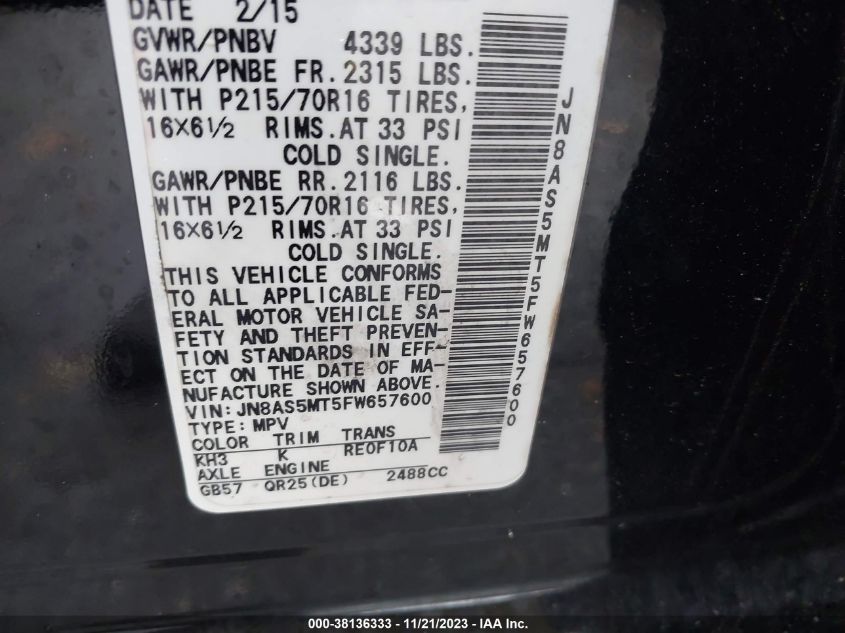 DATE 2/15
GVWR/PNBV 4339 LBS.
GAWR/PNBE FR. 2315 LBS.
WITH P215/70R16 TIRES,
16X6½ RIMS. AT 33 PSI
COLD SINGLE.
GAWR/PNBE RR. 2116 LBS.
WITH P215/70R16 TIRES,
16X6½ RIMS. AT 33 PSI
COLD SINGLE.
THIS VEHICLE CONFORMS
TO ALL APPLICABLE FED-
ERAL MOTOR VEHICLE SA-
FETY AND THEFT PREVEN-
TION STANDARDS IN EFF-
ECT ON THE DATE OF MA-
NUFACTURE SHOWN ABOVE.
VIN: JN8AS5MT5FW657600
TYPE: MPV
COLOR TRIM TRANS
KH3 K RE0F10A
AXLE ENGINE
GB57 QR25(DE) 2488CC
JN8AS5MT5FW657600
000-38136333 - 11/21/2023 - IAA Inc.